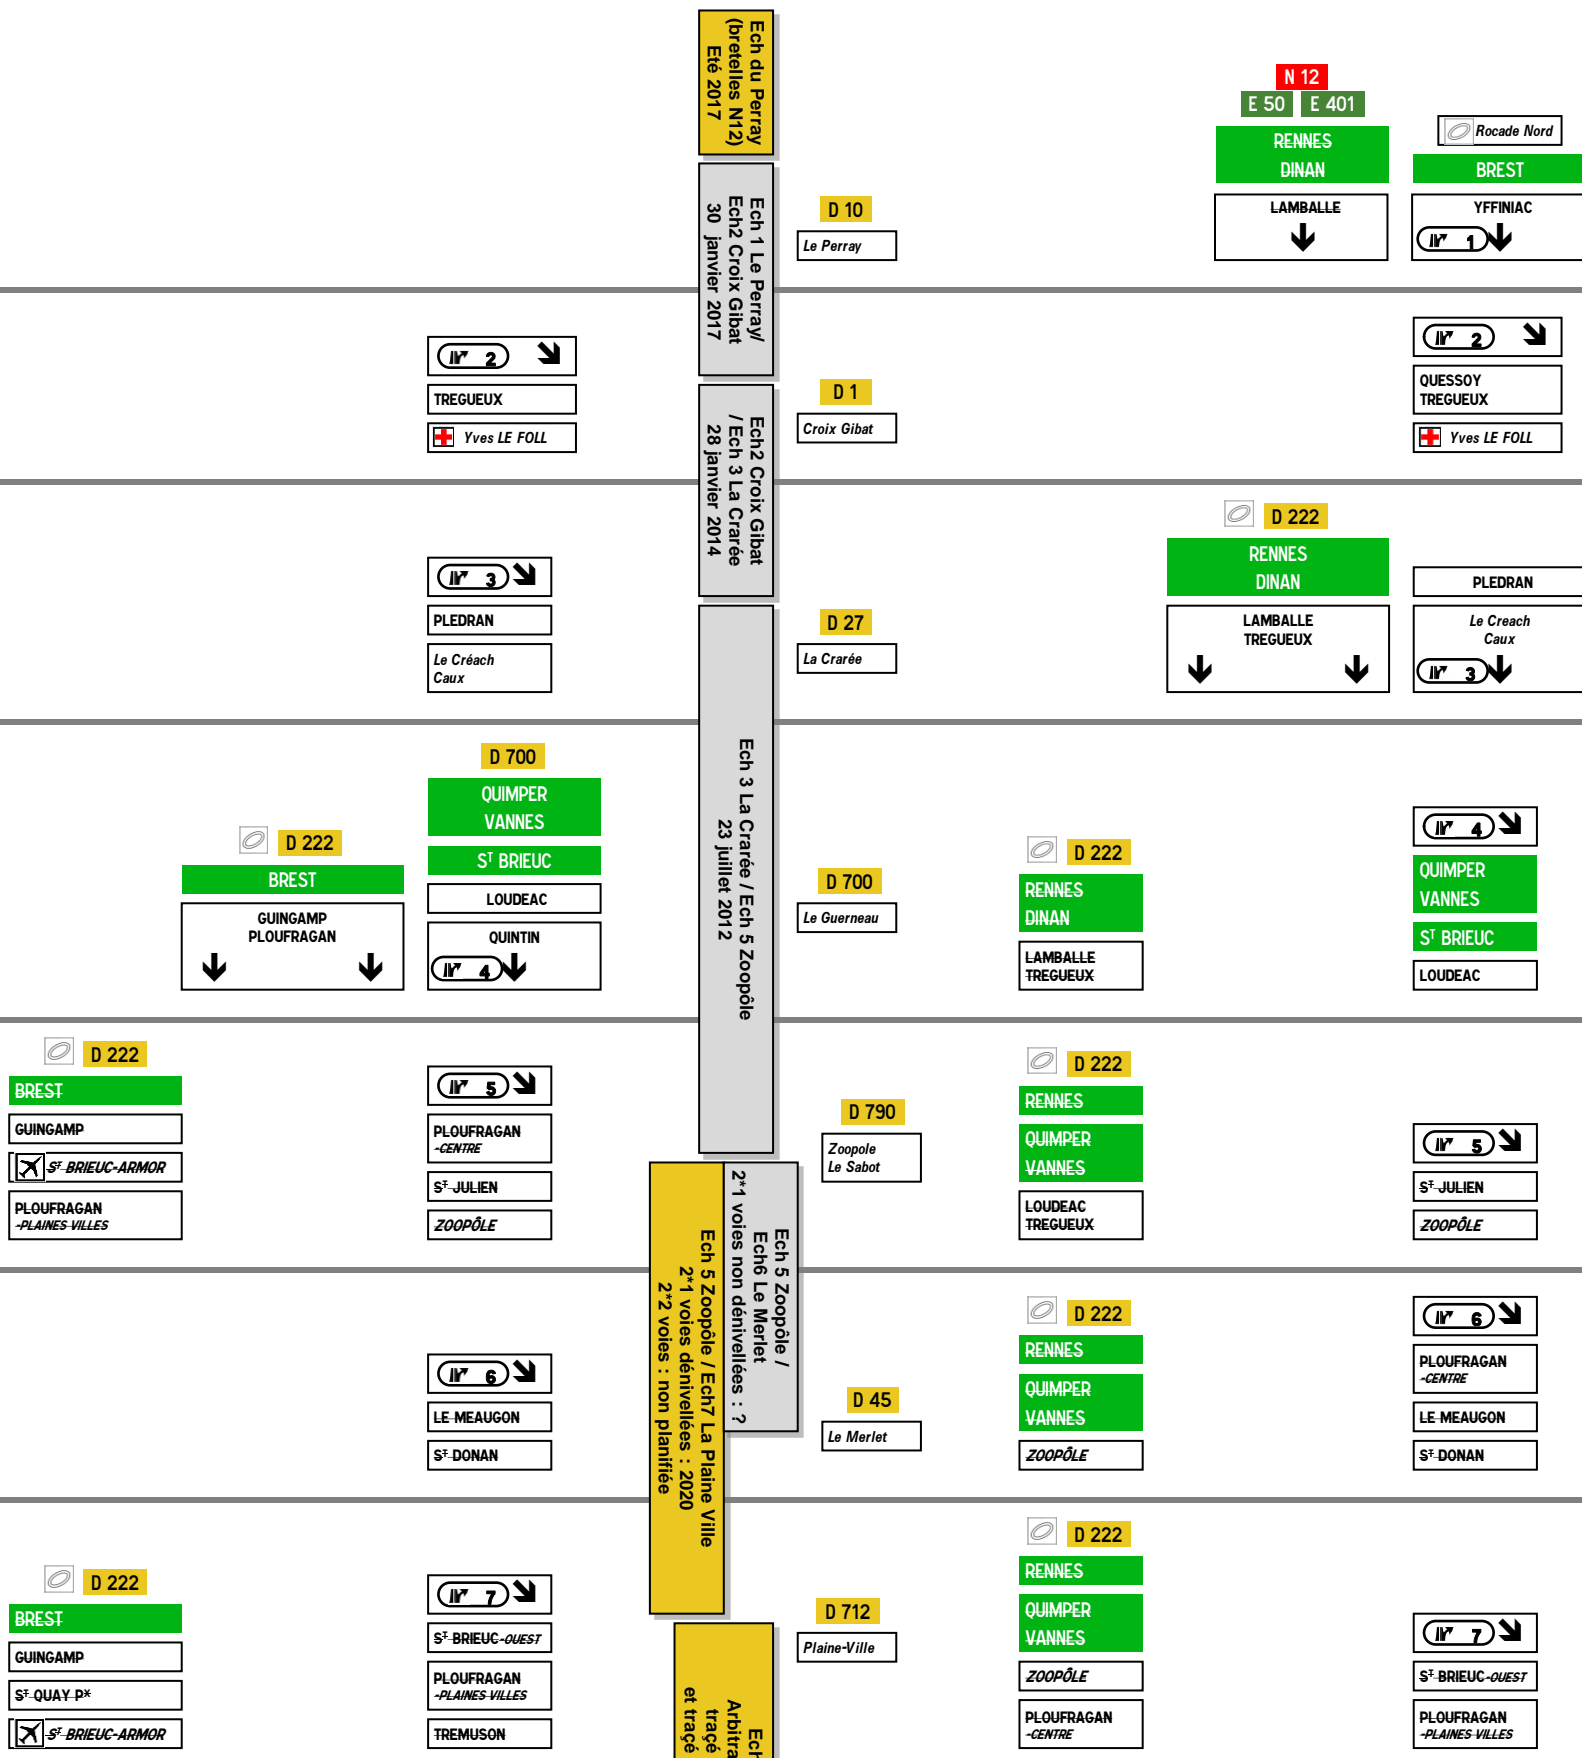 Ech du Perray
(bretelles N12)
Eté 2017
N 12
E 50 E 401
RENNES
DINAN
LAMBALLE
Rocade Nord
BREST
YFFINIAC
1
Ech 1 Le Perray/
Ech2 Croix Gibat
30 janvier 2017
D 10
Le Perray
2
TREGUEUX
Yves LE FOLL
Ech2 Croix Gibat
/ Ech 3 La Crarée
28 janvier 2014
D 1
Croix Gibat
2
QUESSOY
TREGUEUX
Yves LE FOLL
3
PLEDRAN
Le Créach
Caux
D 27
La Crarée
D 222
RENNES
DINAN
LAMBALLE
TREGUEUX
PLEDRAN
Le Creach
Caux
3
Ech 3 La Crarée / Ech 5 Zoopôle
23 juillet 2012
D 222
BREST
GUINGAMP
PLOUFRAGAN
D 700
QUIMPER
VANNES
ST BRIEUC
LOUDEAC
QUINTIN
4
D 700
Le Guerneau
D 222
RENNES
DINAN
LAMBALLE
TREGUEUX
4
QUIMPER
VANNES
ST BRIEUC
LOUDEAC
D 222
BREST
GUINGAMP
ST BRIEUC-ARMOR
PLOUFRAGAN
-PLAINES VILLES
5
PLOUFRAGAN
-CENTRE
ST JULIEN
ZOOPÔLE
D 790
Zoopole
Le Sabot
D 222
RENNES
QUIMPER
VANNES
LOUDEAC
TREGUEUX
5
ST JULIEN
ZOOPÔLE
Ech 5 Zoopôle /
Ech6 Le Merlet
2*1 voies non dénivellées : ?
Ech 5 Zoopôle / Ech7 La Plaine Ville
2*1 voies dénivellées : 2020
2*2 voies : non planifiée
6
LE MEAUGON
ST DONAN
D 45
Le Merlet
D 222
RENNES
QUIMPER
VANNES
ZOOPÔLE
6
PLOUFRAGAN
-CENTRE
LE MEAUGON
ST DONAN
D 222
BREST
GUINGAMP
ST QUAY PX
ST BRIEUC-ARMOR
7
ST BRIEUC-OUEST
PLOUFRAGAN
-PLAINES VILLES
TREMUSON
D 712
Plaine-Ville
D 222
RENNES
QUIMPER
VANNES
ZOOPÔLE
PLOUFRAGAN
-CENTRE
7
ST BRIEUC-OUEST
PLOUFRAGAN
-PLAINES VILLES
Ech
Arbitra
traçé
et traçé